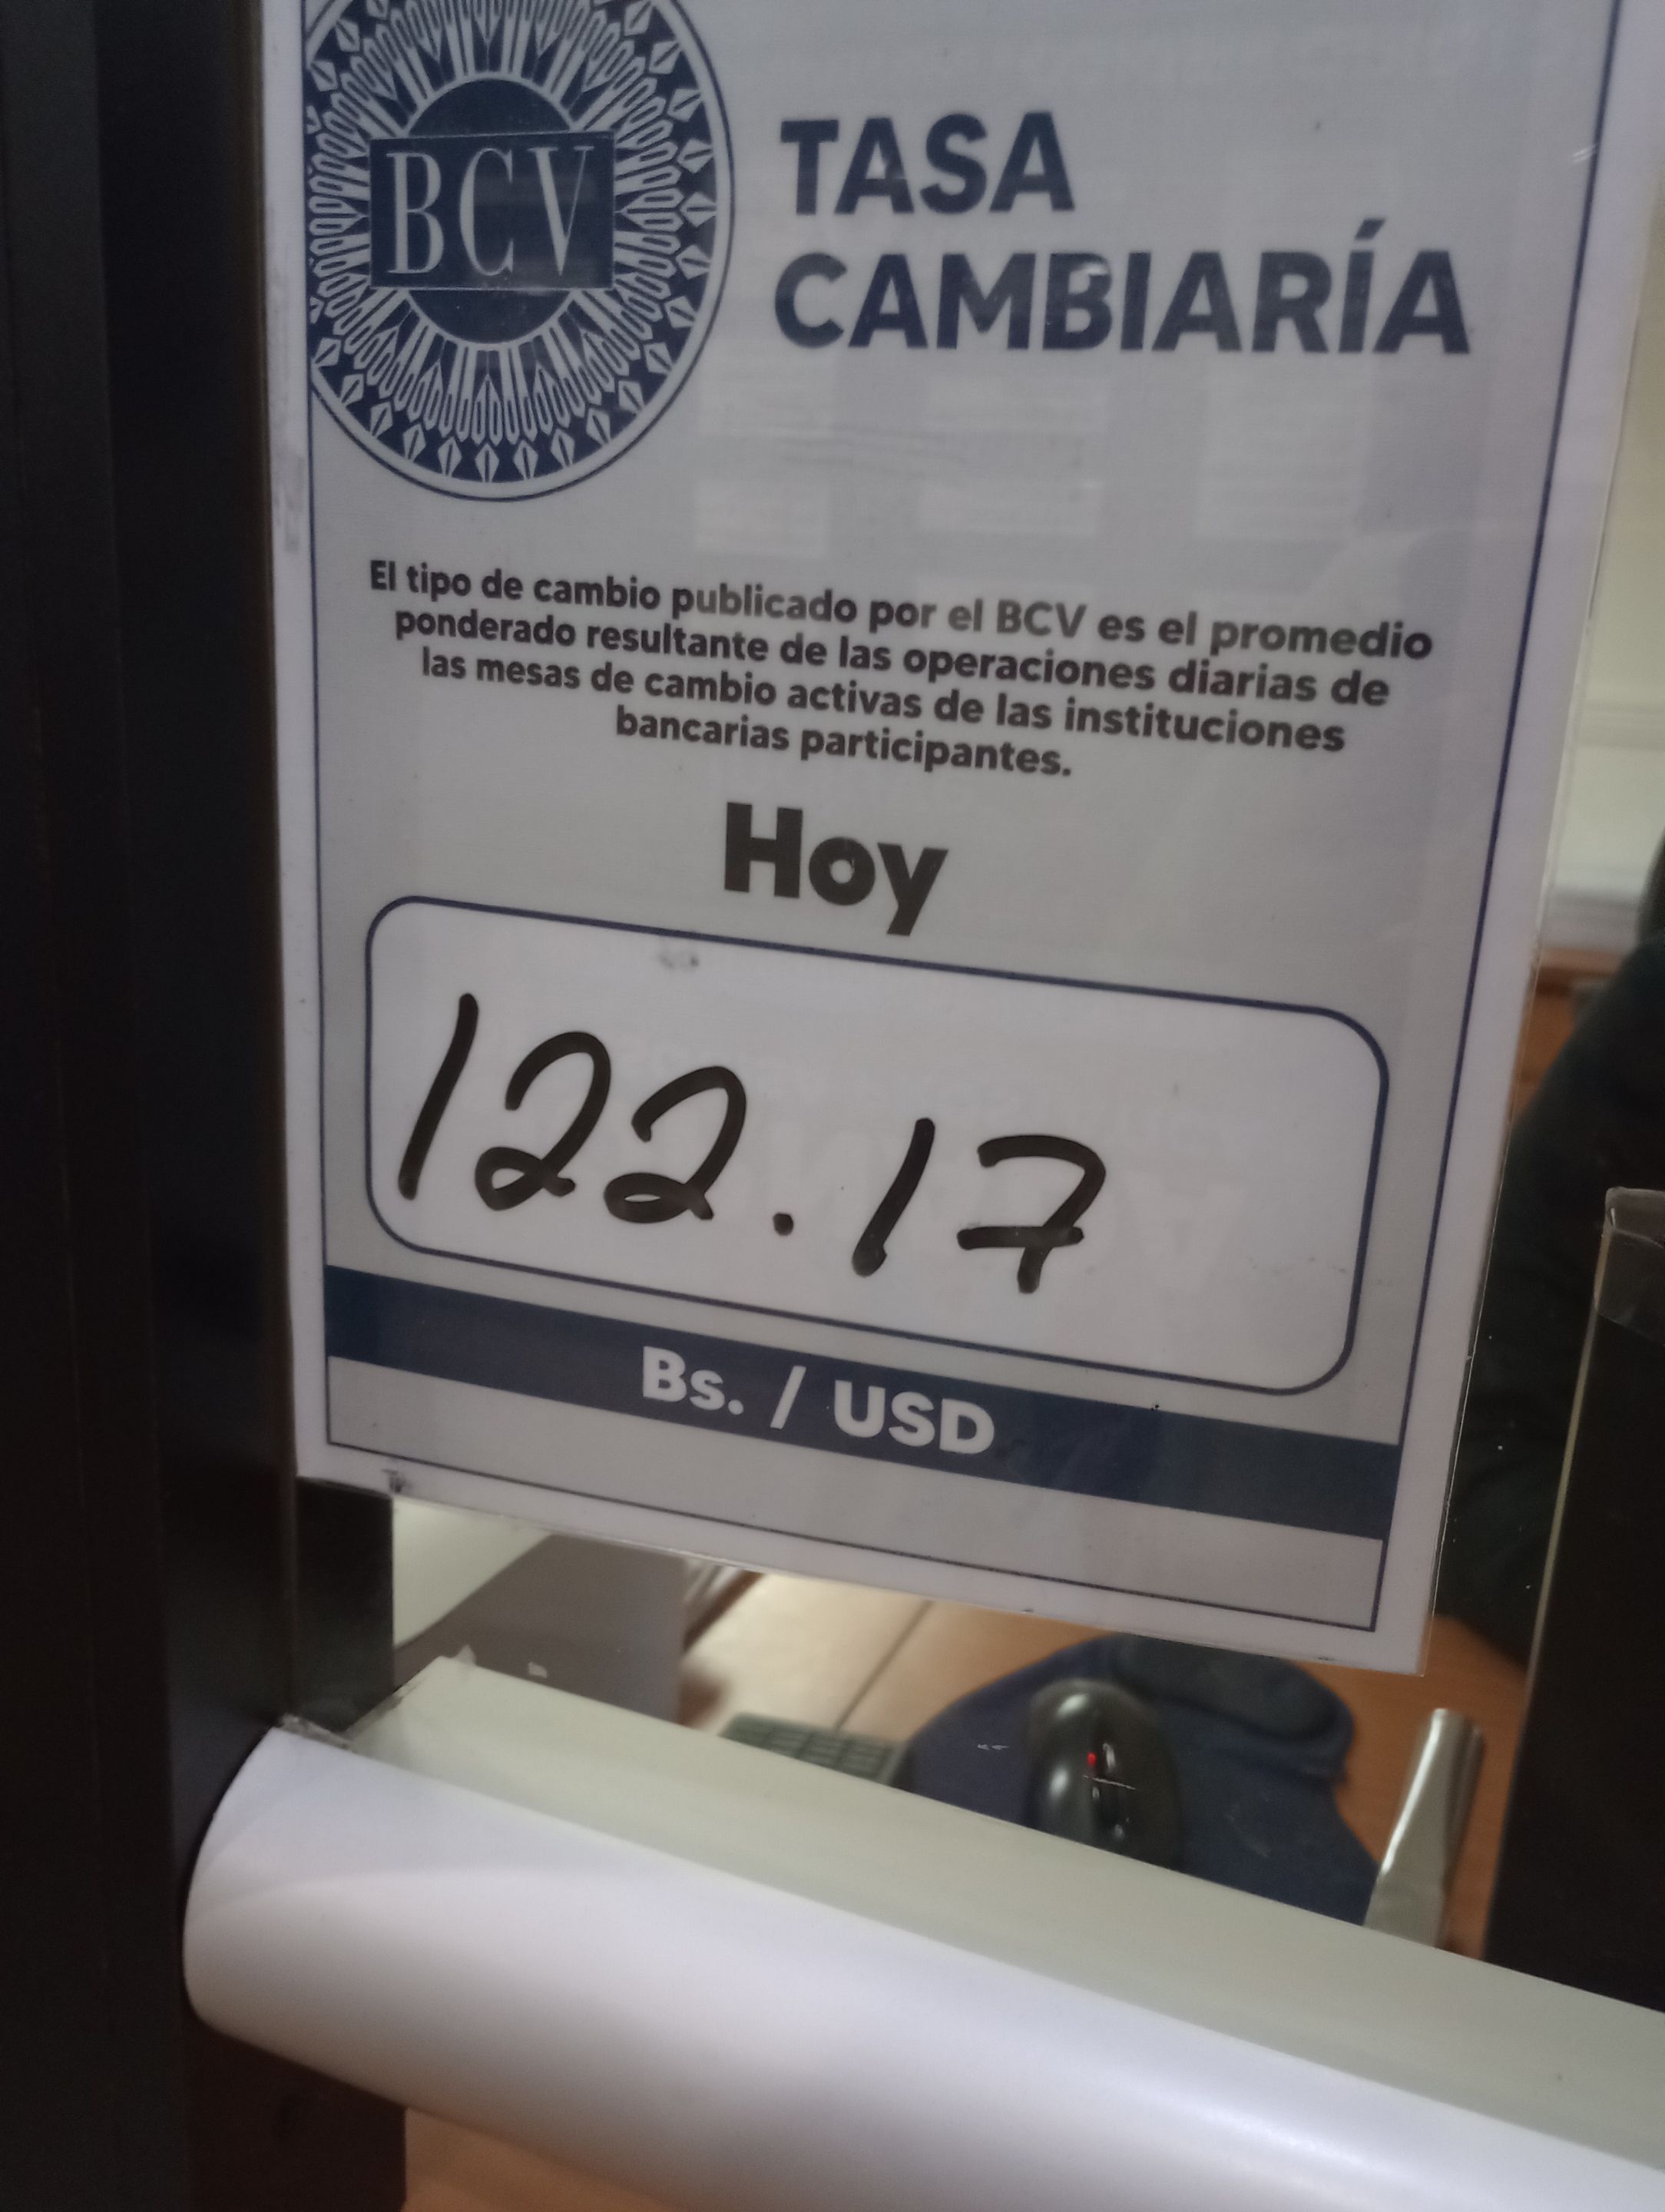 BCV
TASA
CAMBIARÍA
El tipo de cambio publicado por el BCV es el promedio
ponderado resultante de las operaciones diarias de
las mesas de cambio activas de las instituciones
bancarias participantes.
Hoy
122.17
Bs. / USD